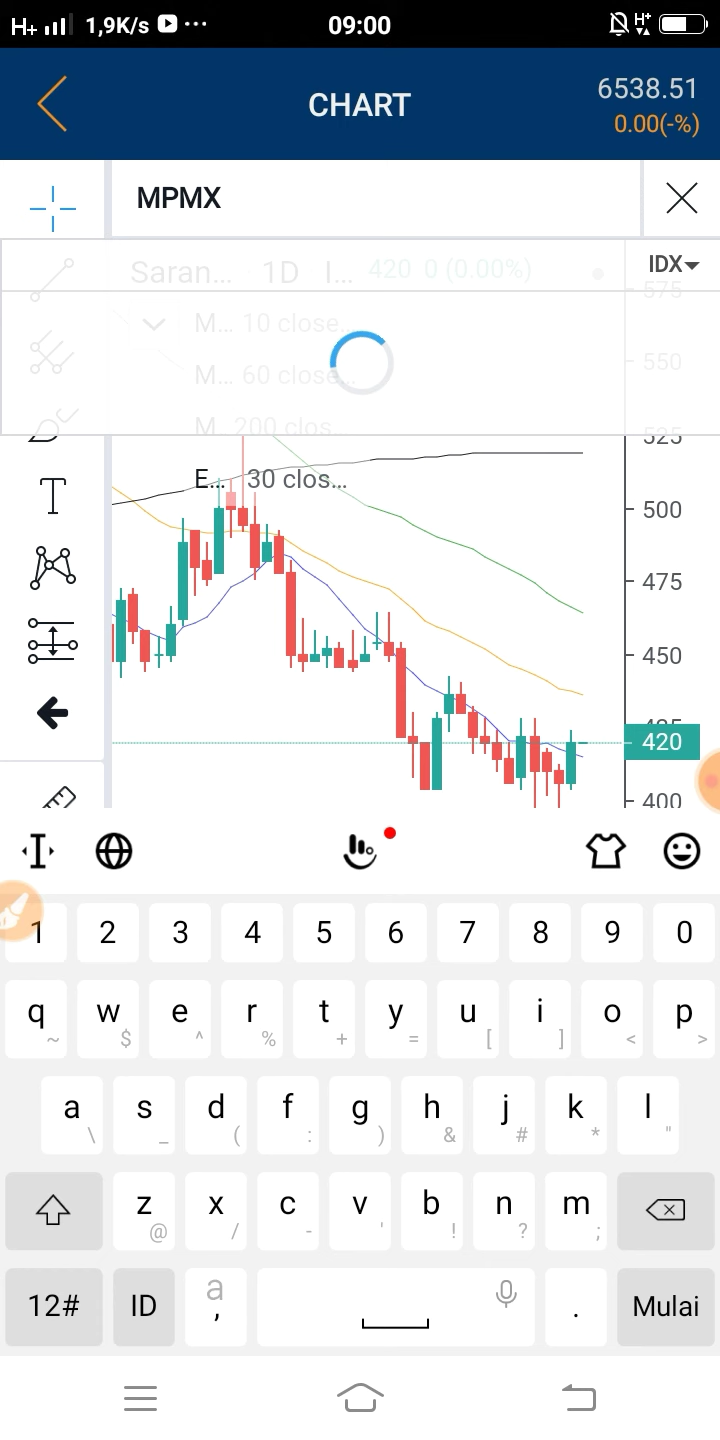 H+ 1,9K/s ··· 09:00 H+
CHART
6538.51
0.00(-%)
MPMX
Saran... 1D I... 420 0 (0.00%)
IDX
575
M... 10 close...
550
M... 60 close...
M... 200 clos...
525
E... 30 clos...
500
475
450
425
420
400
1 2 3 4 5 6 7 8 9 0
q w e r t y u i o p
~ $ ^ % + = [ ] < >
a s d f g h j k l
\ _ ( : ) & # * "
z x c v b n m
@ / - ' ! ? ;
12# ID a , . Mulai